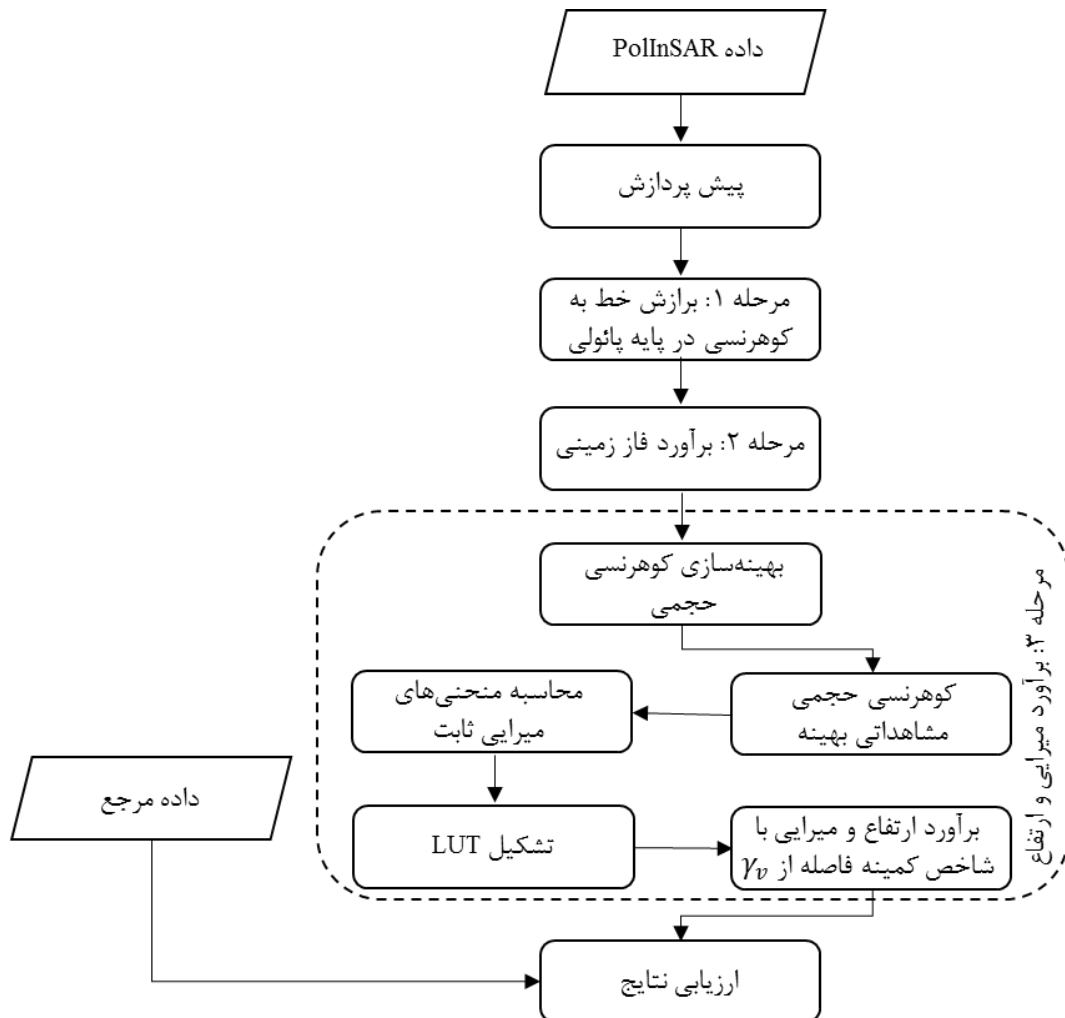 داده PolInSAR
پیش پردازش
مرحله ۱: برازش خط به
کوهرنسی در پایه پائولی
مرحله ۲: برآورد فاز زمینی
مرحله ۳: برآورد میرایی و ارتفاع
بهینه‌سازی کوهرنسی
حجمی
کوهرنسی حجمی
مشاهداتی بهینه
محاسبه منحنی‌های
میرایی ثابت
تشکیل LUT
برآورد ارتفاع و میرایی با
شاخص کمینه فاصله از γv
داده مرجع
ارزیابی نتایج